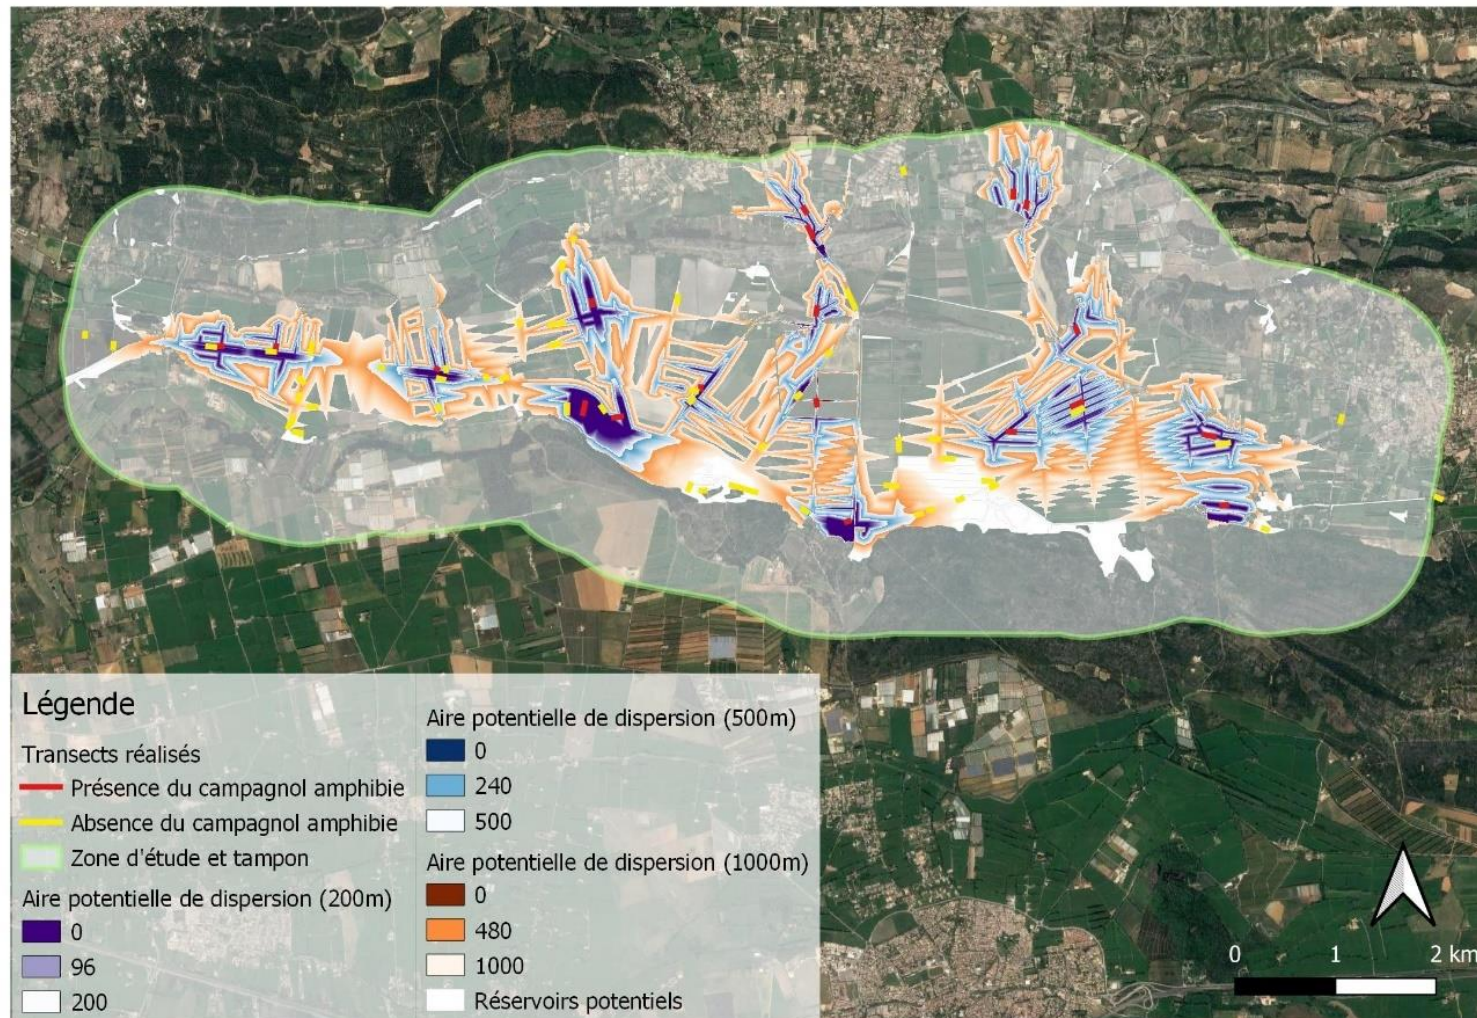 Légende
Transects réalisés
Présence du campagnol amphibie
Absence du campagnol amphibie
Zone d'étude et tampon
Aire potentielle de dispersion (200m)
0
96
200
Aire potentielle de dispersion (500m)
0
240
500
Aire potentielle de dispersion (1000m)
0
480
1000
Réservoirs potentiels
0 1 2 km